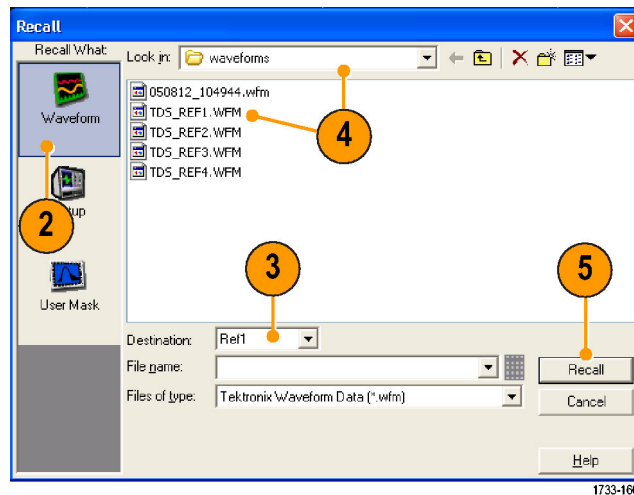 Recall
Recall What:
Look in: waveforms
Waveform
050812_104944.wfm
TDS_REF1.WFM
TDS_REF2.WFM
TDS_REF3.WFM
TDS_REF4.WFM
4
2
3
5
User Mask
Destination: Ref1
File name:
Recall
Files of type: Tektronix Waveform Data (*.wfm)
Cancel
Help